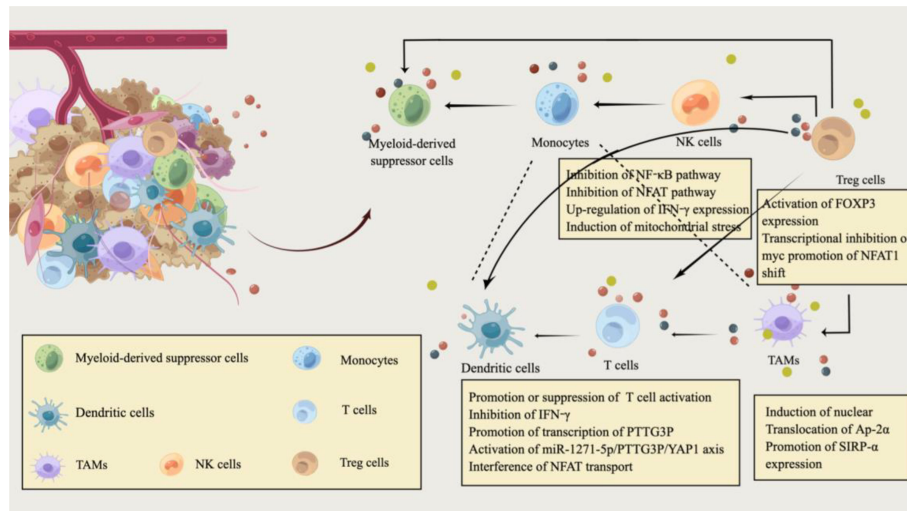 Myeloid-derived
suppressor cells
Monocytes
NK cells
Treg cells
Inhibition of NF-κB pathway
Inhibition of NFAT pathway
Up-regulation of IFN-γ expression
Induction of mitochondrial stress
Activation of FOXP3
expression
Transcriptional inhibition o
myc promotion of NFAT1
shift
Dendritic cells
T cells
TAMs
Myeloid-derived suppressor cells
Monocytes
Dendritic cells
T cells
TAMs
NK cells
Treg cells
Promotion or suppression of T cell activation
Inhibition of IFN-γ
Promotion of transcription of PTTG3P
Activation of miR-1271-5p/PTTG3P/YAP1 axis
Interference of NFAT transport
Induction of nuclear
Translocation of Ap-2α
Promotion of SIRP-α
expression